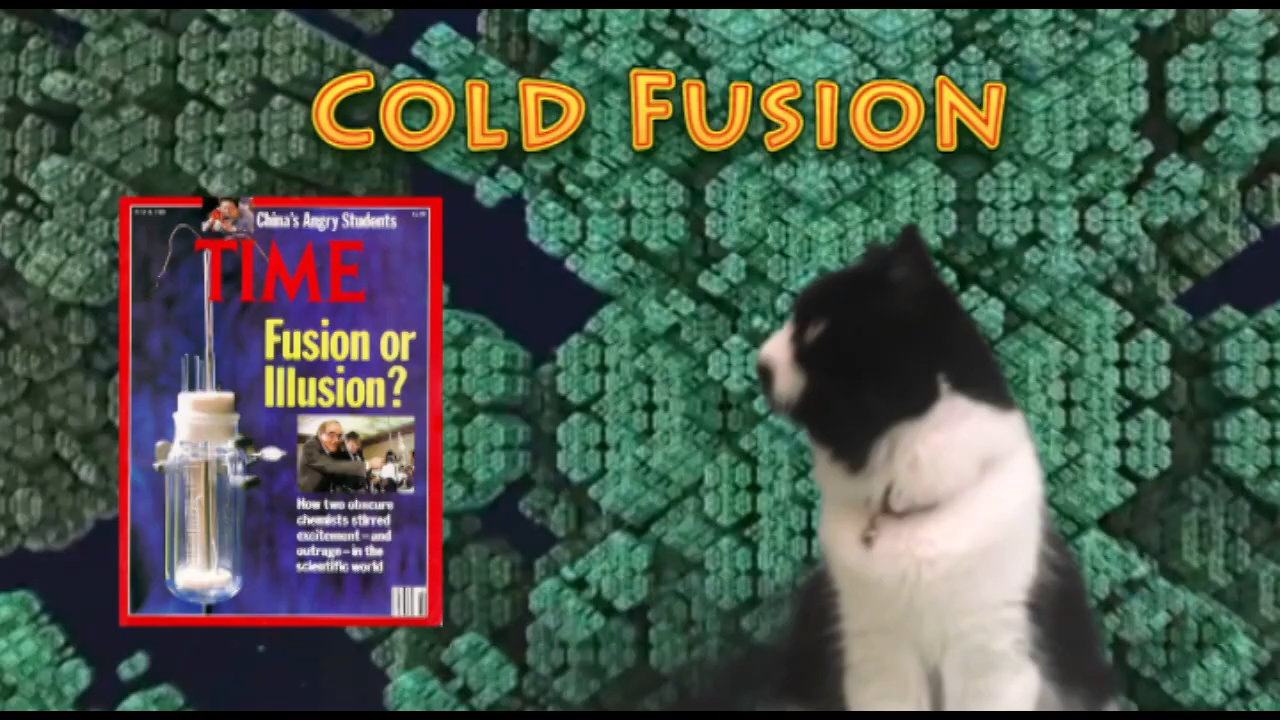 COLD FUSION
China's Angry Students
TIME
Fusion or
Illusion?
How two obscure
chemists stirred
excitement—and
outrage—in the
scientific world